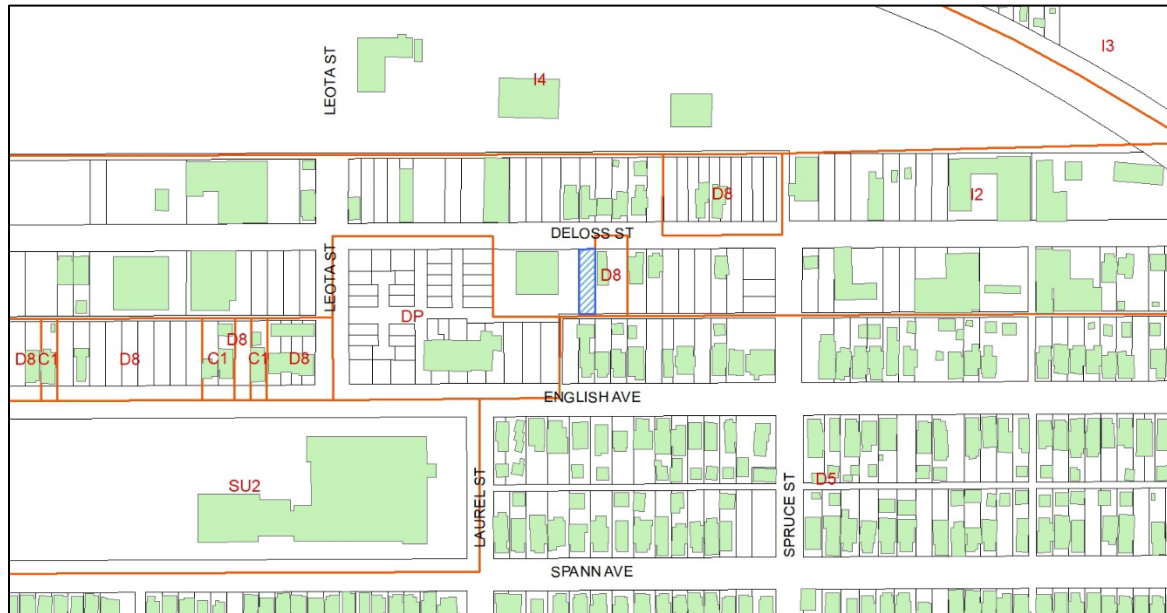 I3
LEOTA ST
I4
D8
I2
DELOSS ST
LEOTA ST
D8
DP
D8
C1
D8
C1
D8
C1
D8
ENGLISH AVE
SU2
LAUREL ST
D5
SPRUCE ST
SPANN AVE